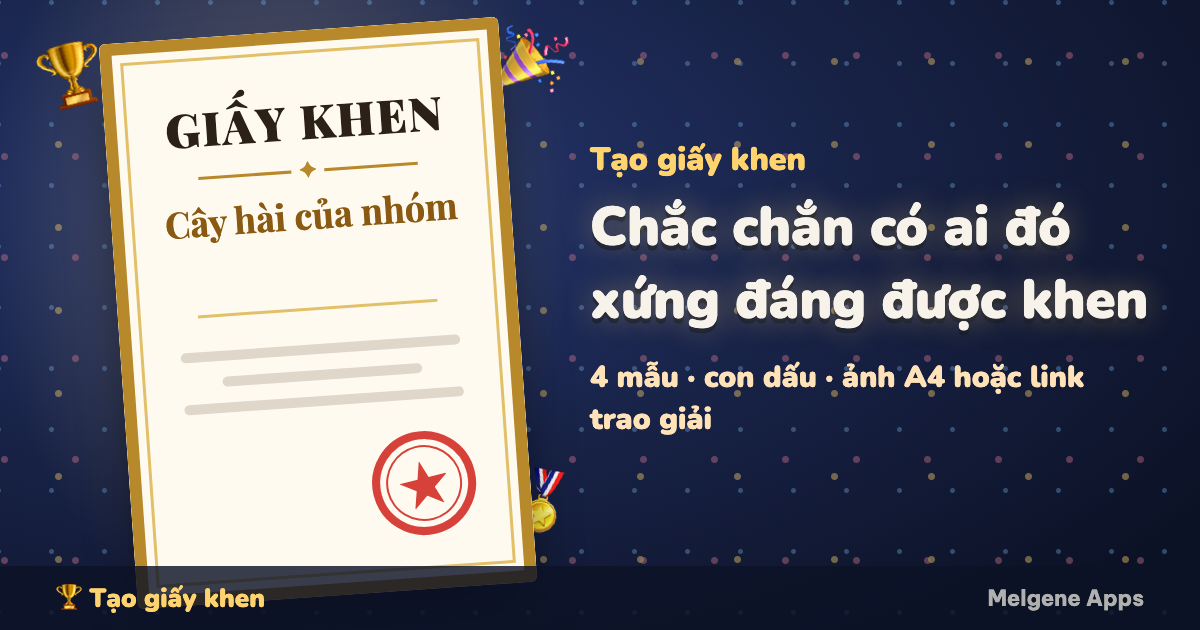 GIẤY KHEN
Cây hài của nhóm
Tạo giấy khen
Chắc chắn có ai đó
xứng đáng được khen
4 mẫu · con dấu · ảnh A4 hoặc link
trao giải
Tạo giấy khen
Melgene Apps